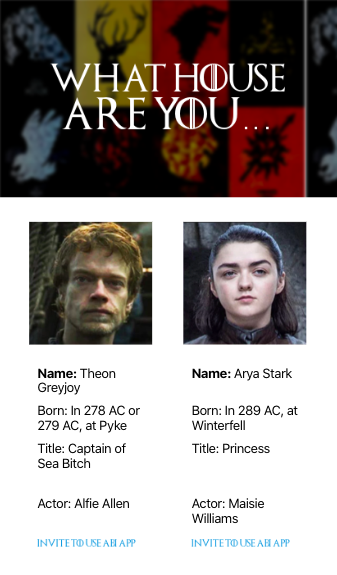 WHAT HOUSE
ARE YOU...
Name: Theon
Greyjoy
Born: In 278 AC or
279 AC, at Pyke
Title: Captain of
Sea Bitch
Actor: Alfie Allen
INVITE TO USE ABI APP
Name: Arya Stark
Born: In 289 AC, at
Winterfell
Title: Princess
Actor: Maisie
Williams
INVITE TO USE ABI APP